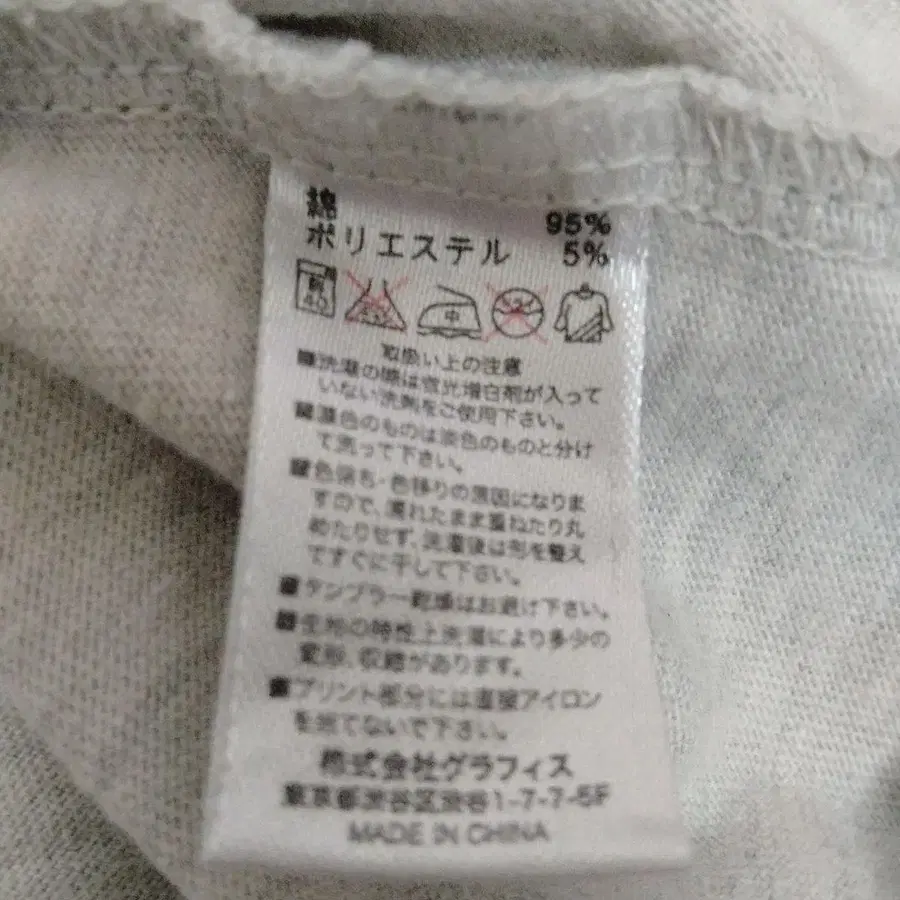 綿 95%
ポリエステル 5%
弱
40
中
取扱い上の注意
■洗濯の際は蛍光増白剤が入って
いない洗剤をご使用下さい。
■濃色のものは淡色のものと分け
て洗って下さい。
■色落ち・色移りの原因になりま
すので、濡れたまま重ねたり丸
めたりせず、洗濯後は形を整え
てすぐに干して下さい。
■タンブラー乾燥はお避け下さい。
■生地の特性上洗濯により多少の
変形、収縮があります。
■プリント部分には直接アイロン
を当てないで下さい。
株式会社グラフィス
東京都渋谷区渋谷1-7-7-5F
MADE IN CHINA